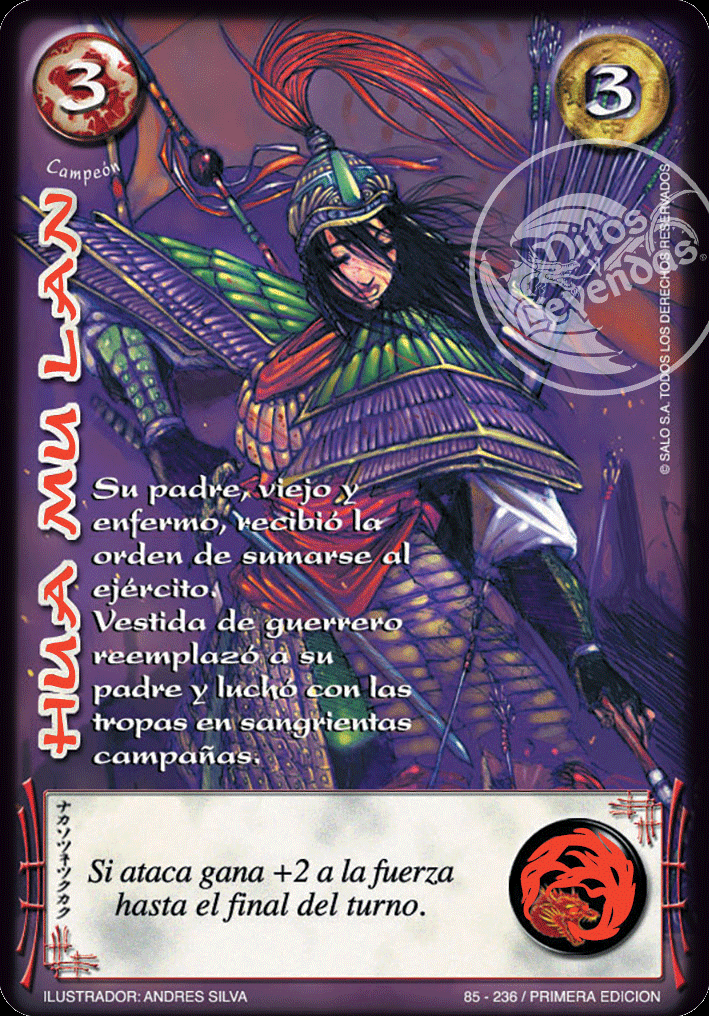 3
3
Campeón
HUA MU LAN
Mitos
y
Leyendas®
© SALO S.A. TODOS LOS DERECHOS RESERVADOS
Su padre, viejo y
enfermo, recibió la
orden de sumarse al
ejército.
Vestida de guerrero
reemplazó a su
padre y luchó con las
tropas en sangrientas
campañas.
ナカソツネツクカク
Si ataca gana +2 a la fuerza
hasta el final del turno.
ILUSTRADOR: ANDRES SILVA
85 - 236 / PRIMERA EDICION